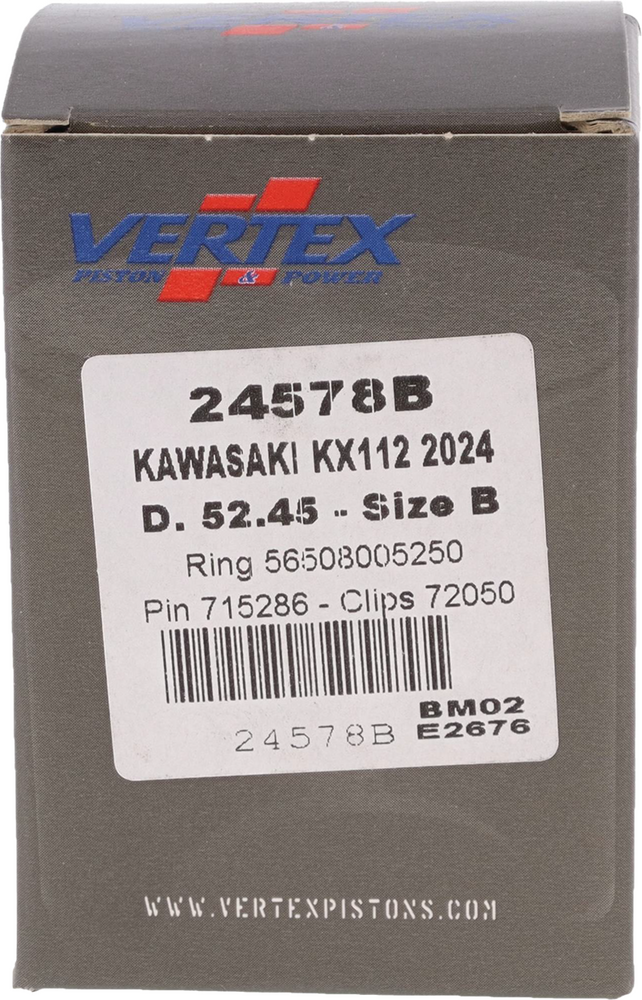 VERTEX
PISTON & POWER
24578B
KAWASAKI KX112 2024
D. 52.45 - Size B
Ring 56508005250
Pin 715286 - Clips 72050
24578B
BM02
E2676
WWW.VERTEXPISTONS.COM